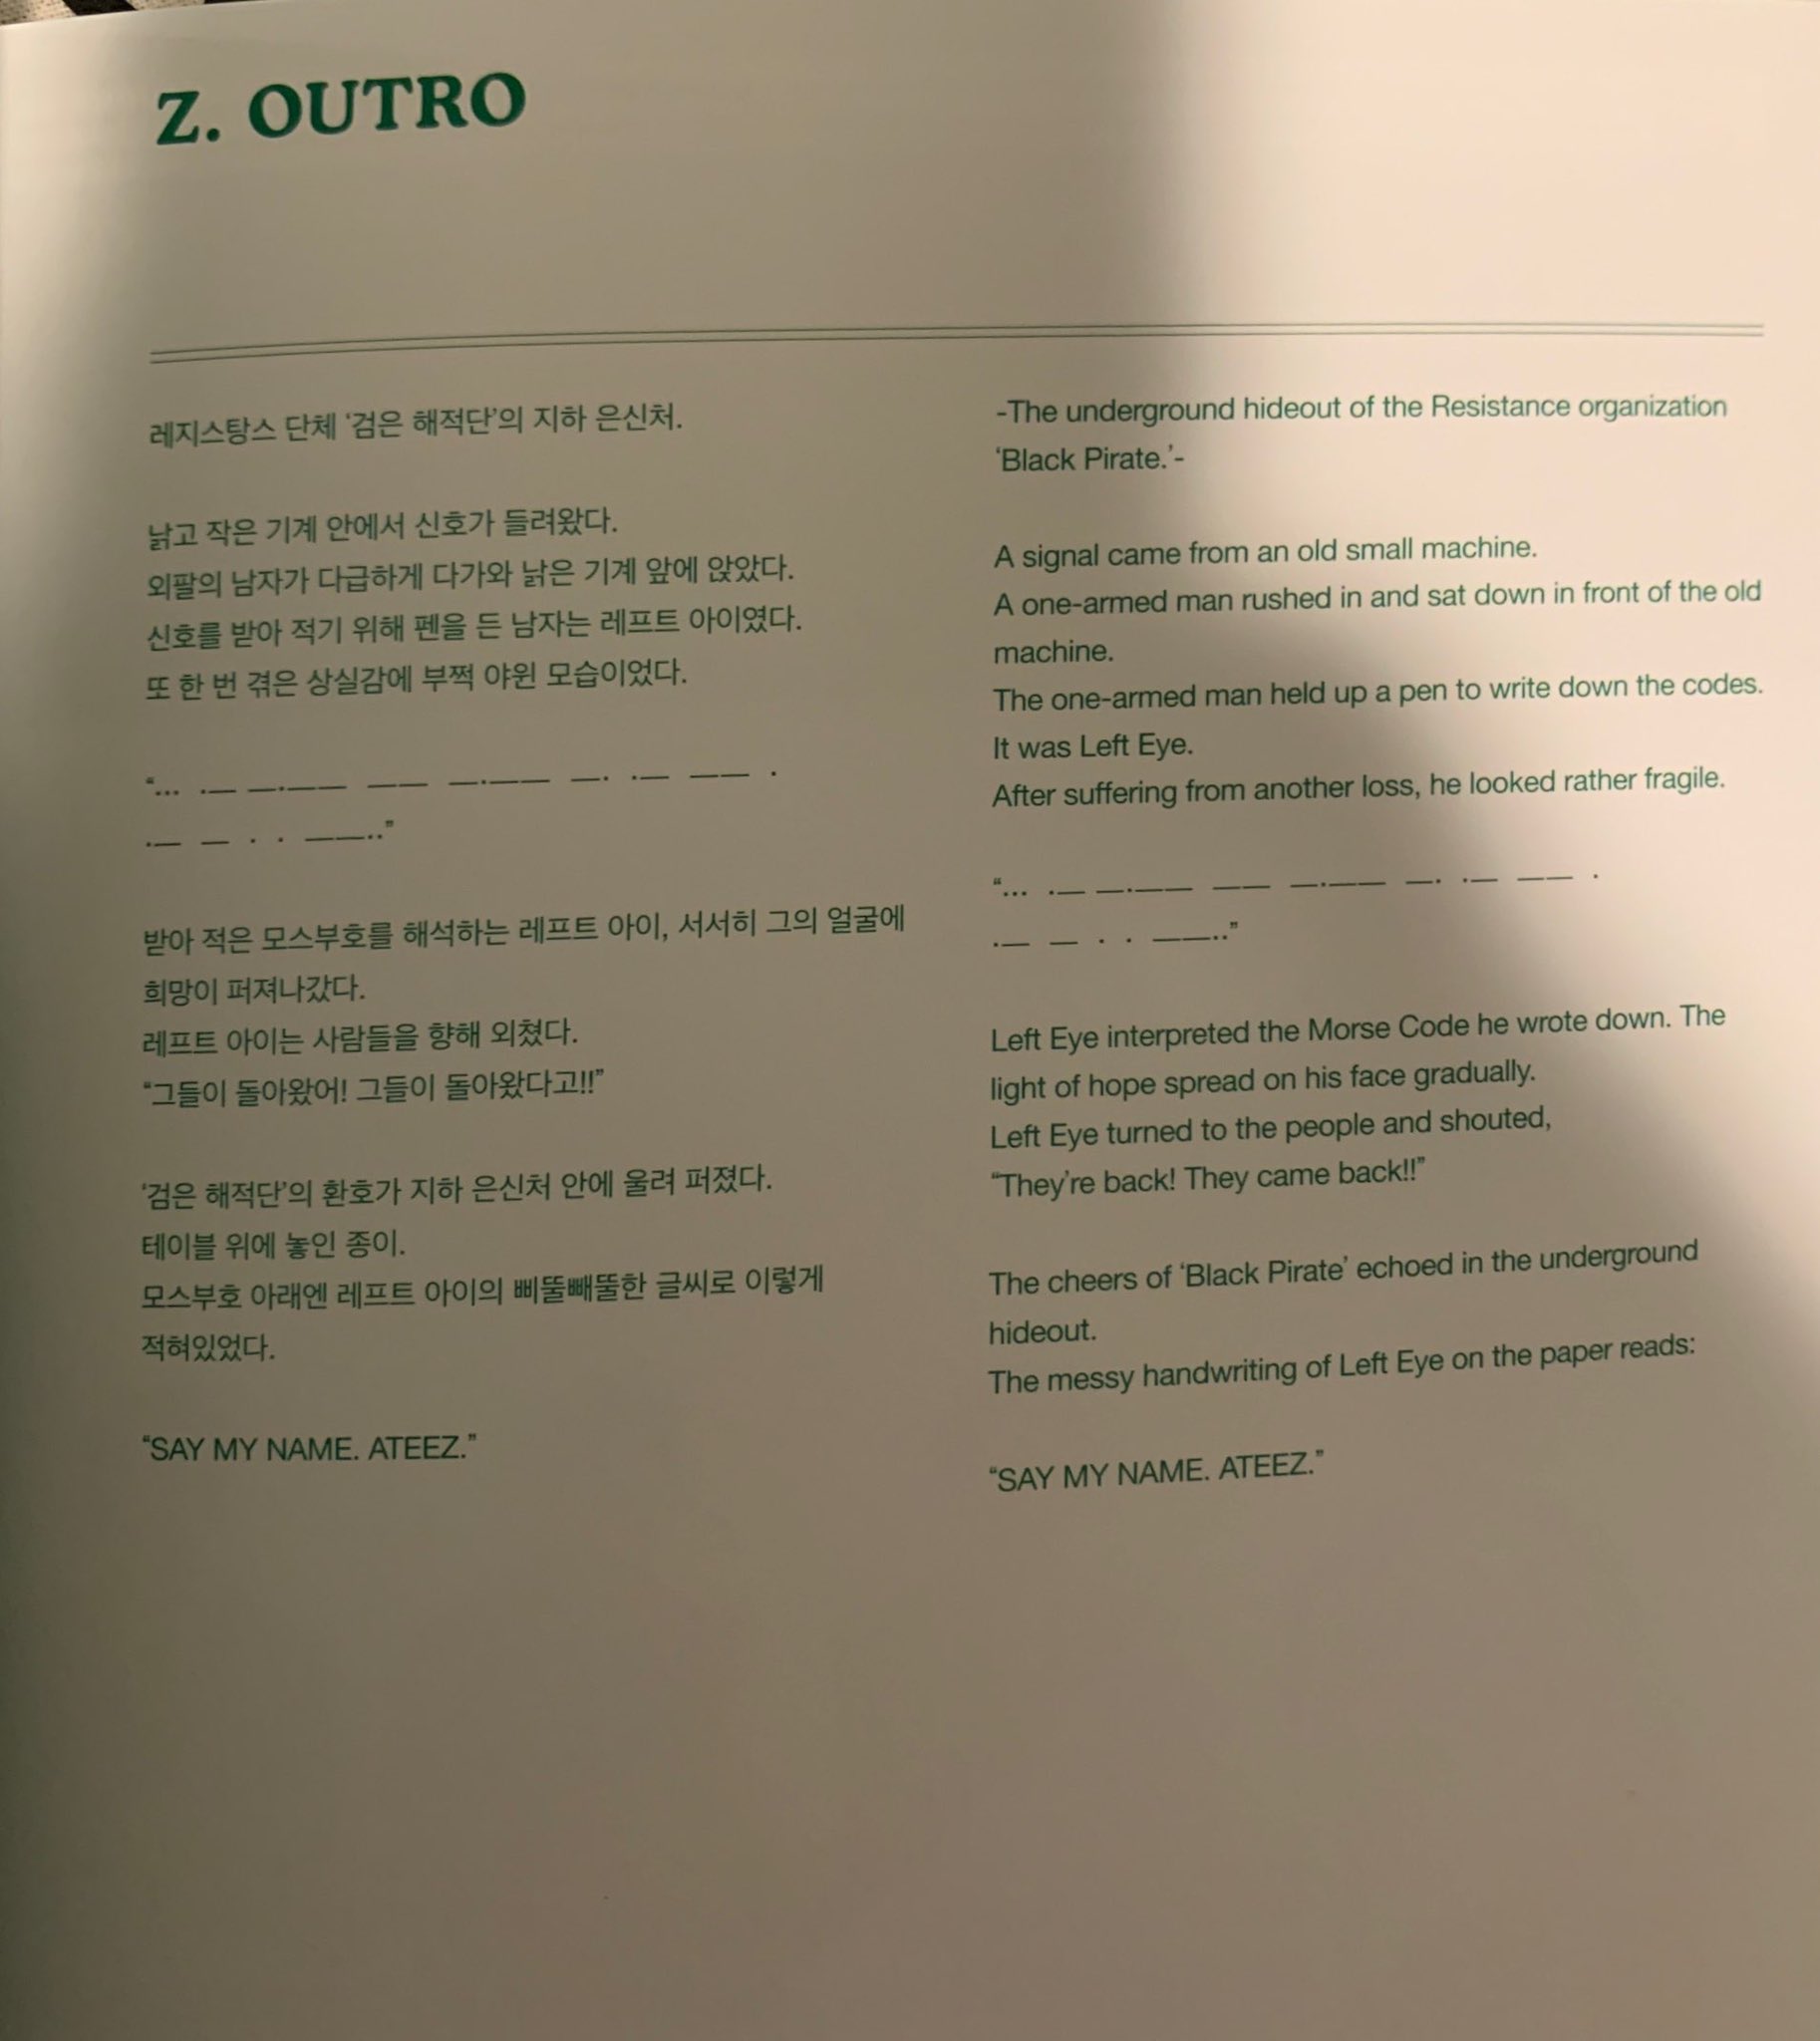 Z. OUTRO
레지스탕스 단체 ‘검은 해적단’의 지하 은신처.
낡고 작은 기계 안에서 신호가 들려왔다.
외팔의 남자가 다급하게 다가와 낡은 기계 앞에 앉았다.
신호를 받아 적기 위해 펜을 든 남자는 레프트 아이였다.
또 한 번 겪은 상실감에 부쩍 야윈 모습이었다.
“... .— —.—— —— —.—— —. .— —— .
.— — . . ——..”
받아 적은 모스부호를 해석하는 레프트 아이, 서서히 그의 얼굴에
희망이 퍼져나갔다.
레프트 아이는 사람들을 향해 외쳤다.
“그들이 돌아왔어! 그들이 돌아왔다고!!”
‘검은 해적단’의 환호가 지하 은신처 안에 울려 퍼졌다.
테이블 위에 놓인 종이.
모스부호 아래엔 레프트 아이의 삐뚤빼뚤한 글씨로 이렇게
적혀있었다.
“SAY MY NAME. ATEEZ.”
-The underground hideout of the Resistance organization
‘Black Pirate.’-
A signal came from an old small machine.
A one-armed man rushed in and sat down in front of the old
machine.
The one-armed man held up a pen to write down the codes.
It was Left Eye.
After suffering from another loss, he looked rather fragile.
“... .— —.—— —— —.—— —. .— —— .
.— — . . ——..”
Left Eye interpreted the Morse Code he wrote down. The
light of hope spread on his face gradually.
Left Eye turned to the people and shouted,
“They’re back! They came back!!”
The cheers of ‘Black Pirate’ echoed in the underground
hideout.
The messy handwriting of Left Eye on the paper reads:
“SAY MY NAME. ATEEZ.”